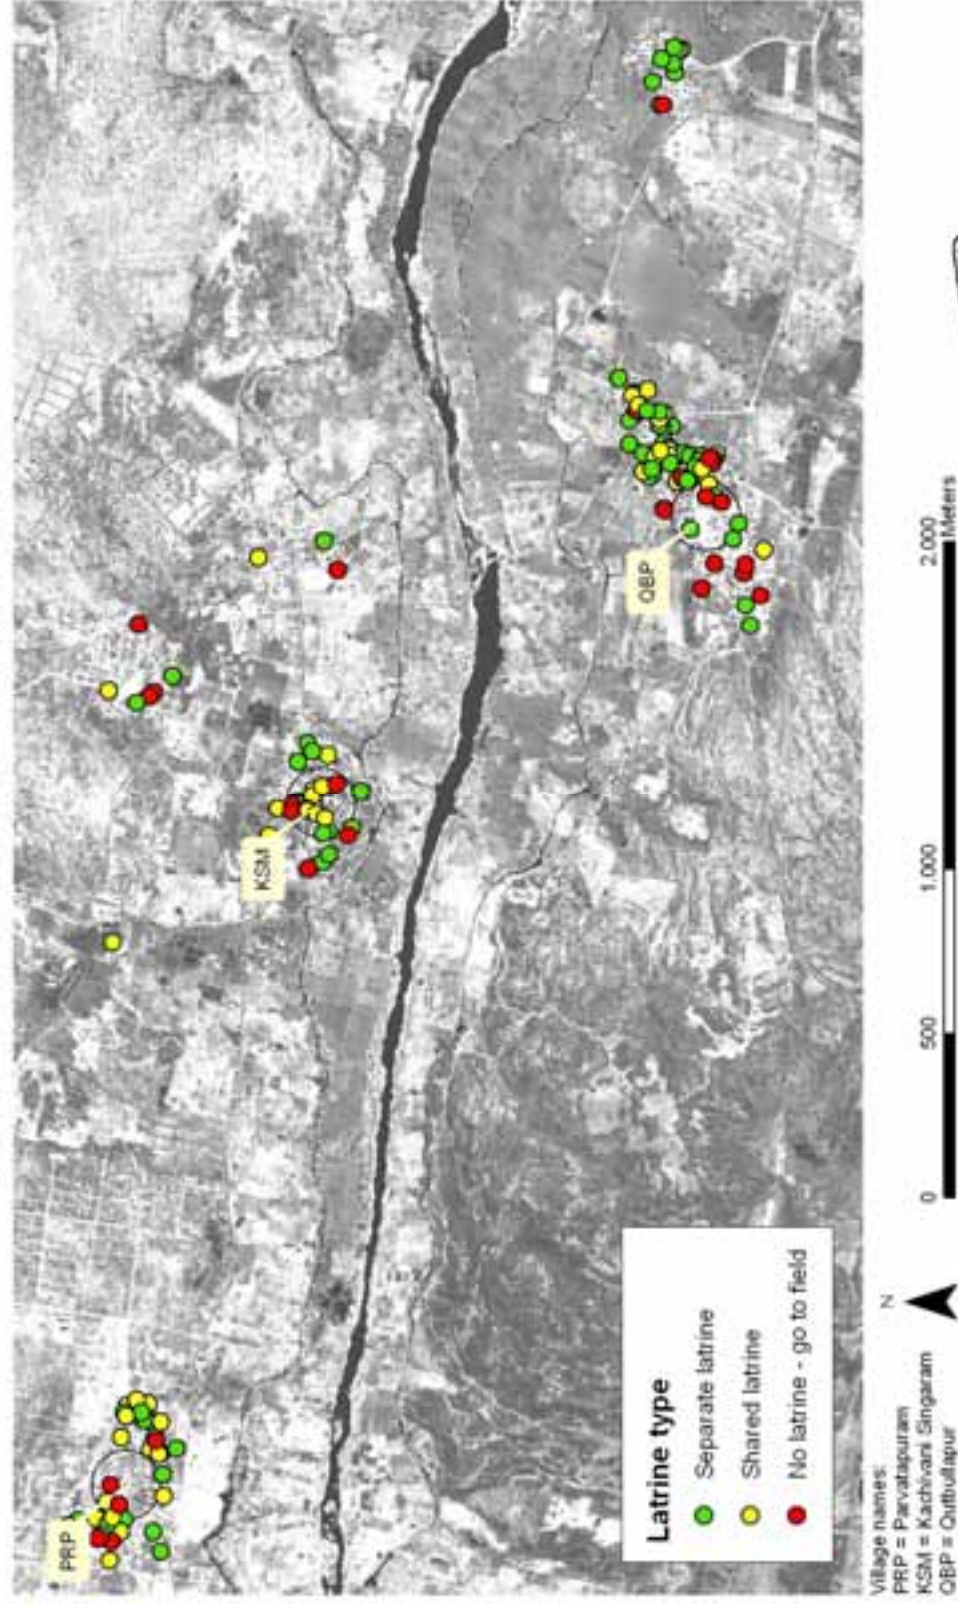 PRP
KSM
QBP
Latrine type
Separate latrine
Shared latrine
No latrine - go to field
Village names:
PRP = Parvatapuram
KSM = Kachivani Singaram
QBP = Qutbullapur
N
0 500 1.000 2.000
Meters